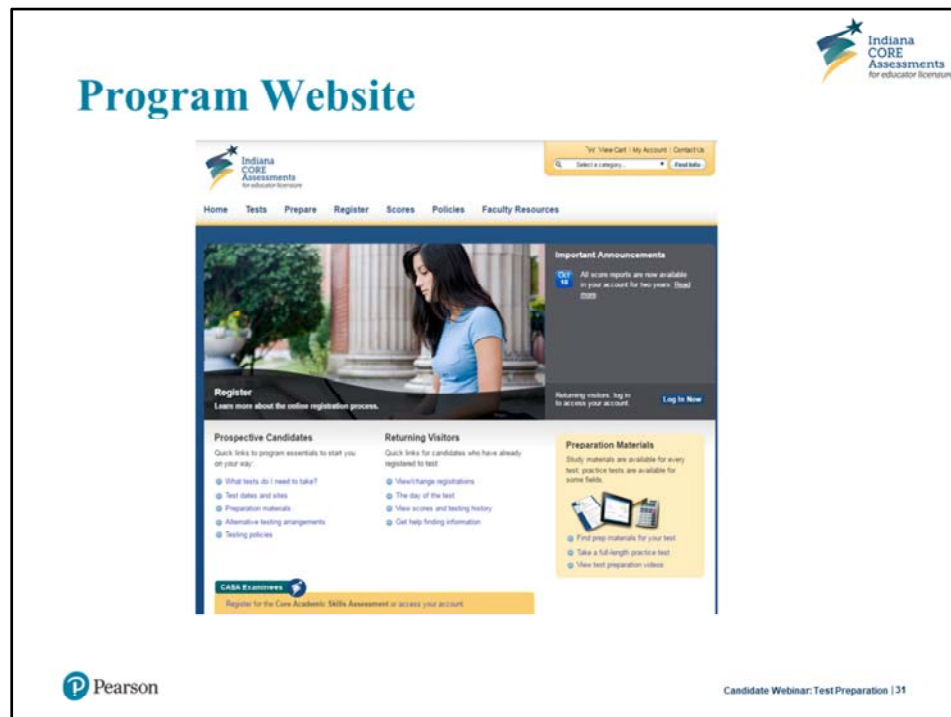 Indiana
CORE
Assessments
for educator licensure
Program Website
Indiana
CORE
Assessments
for educator licensure
View Cart | My Account | Contact Us
Select a category...
Find Info
Home Tests Prepare Register Scores Policies Faculty Resources
Important Announcements
Oct
18
All score reports are now available
in your account for two years. Read
more
Register
Learn more about the online registration process.
Returning visitors: log in
to access your account
Log In Now
Prospective Candidates
Quick links to program essentials to start you
on your way:
What tests do I need to take?
Test dates and sites
Preparation materials
Alternative testing arrangements
Testing policies
Returning Visitors
Quick links for candidates who have already
registered to test:
View/change registrations
The day of the test
View scores and testing history
Get help finding information
Preparation Materials
Study materials are available for every
test; practice tests are available for
some fields.
Find prep materials for your test
Take a full-length practice test
View test preparation videos
CASA Examinees
Register for the Core Academic Skills Assessment or access your account
Pearson
Candidate Webinar: Test Preparation | 31